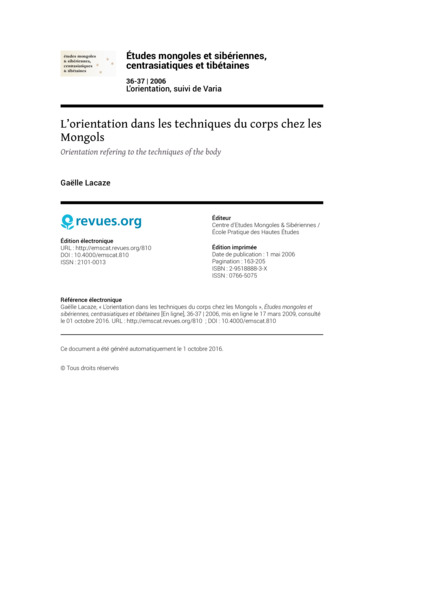 études mongoles
& sibériennes,
centrasiatiques
& tibétaines
Études mongoles et sibériennes,
centrasiatiques et tibétaines
36-37 | 2006
L'orientation, suivi de Varia
L'orientation dans les techniques du corps chez les
Mongols
Orientation refering to the techniques of the body
Gaëlle Lacaze
revues.org
Édition électronique
URL : http://emscat.revues.org/810
DOI : 10.4000/emscat.810
ISSN : 2101-0013
Éditeur
Centre d'Etudes Mongoles & Sibériennes /
École Pratique des Hautes Études
Édition imprimée
Date de publication : 1 mai 2006
Pagination : 163-205
ISBN : 2-9518888-3-X
ISSN : 0766-5075
Référence électronique
Gaëlle Lacaze, « L'orientation dans les techniques du corps chez les Mongols », Études mongoles et
sibériennes, centrasiatiques et tibétaines [En ligne], 36-37 | 2006, mis en ligne le 17 mars 2009, consulté
le 01 octobre 2016. URL : http://emscat.revues.org/810 ; DOI : 10.4000/emscat.810
Ce document a été généré automatiquement le 1 octobre 2016.
© Tous droits réservés